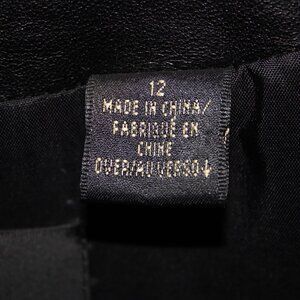 12
MADE IN CHINA/
FABRIQUÉ EN
CHINE
OVER/AU VERSO↓